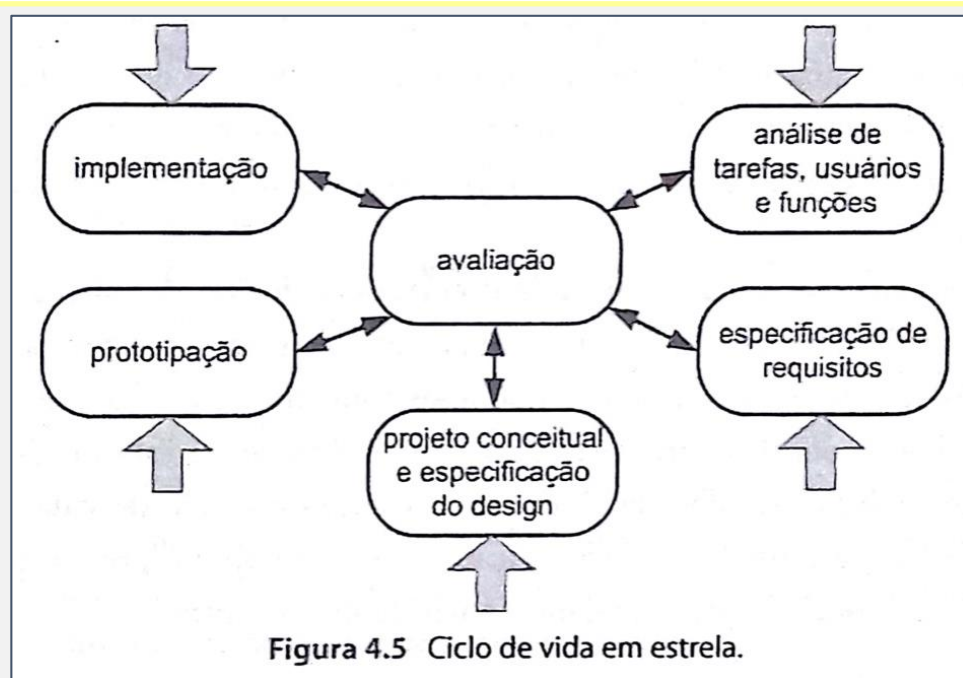 implementação
análise de
tarefas, usuários
e funções
avaliação
prototipação
especificação de
requisitos
projeto conceitual
e especificação
do design
Figura 4.5 Ciclo de vida em estrela.